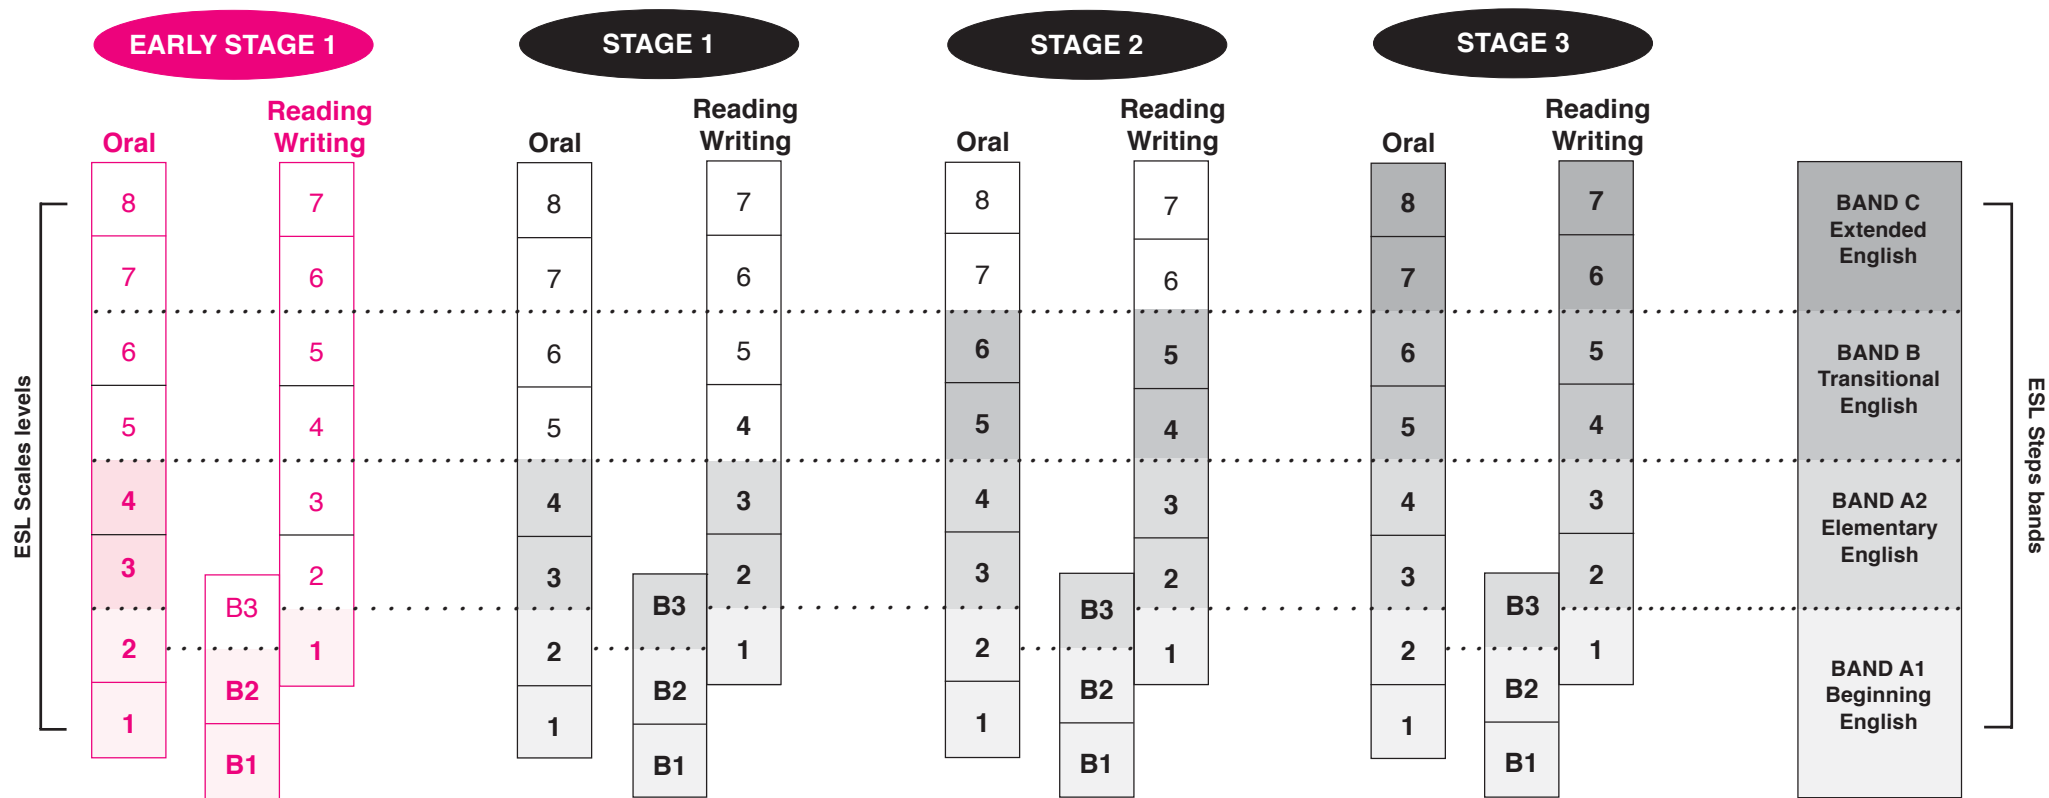 EARLY STAGE 1
STAGE 1
STAGE 2
STAGE 3
Oral
Reading
Writing
Oral
Reading
Writing
Oral
Reading
Writing
Oral
Reading
Writing
ESL Scales levels
8
7
6
5
4
3
2
1
B3
B2
B1
7
6
5
4
3
2
1
8
7
6
5
4
3
2
1
B3
B2
B1
7
6
5
4
3
2
1
8
7
6
5
4
3
2
1
B3
B2
B1
7
6
5
4
3
2
1
8
7
6
5
4
3
2
1
B3
B2
B1
7
6
5
4
3
2
1
BAND C
Extended
English
BAND B
Transitional
English
BAND A2
Elementary
English
BAND A1
Beginning
English
ESL Steps bands